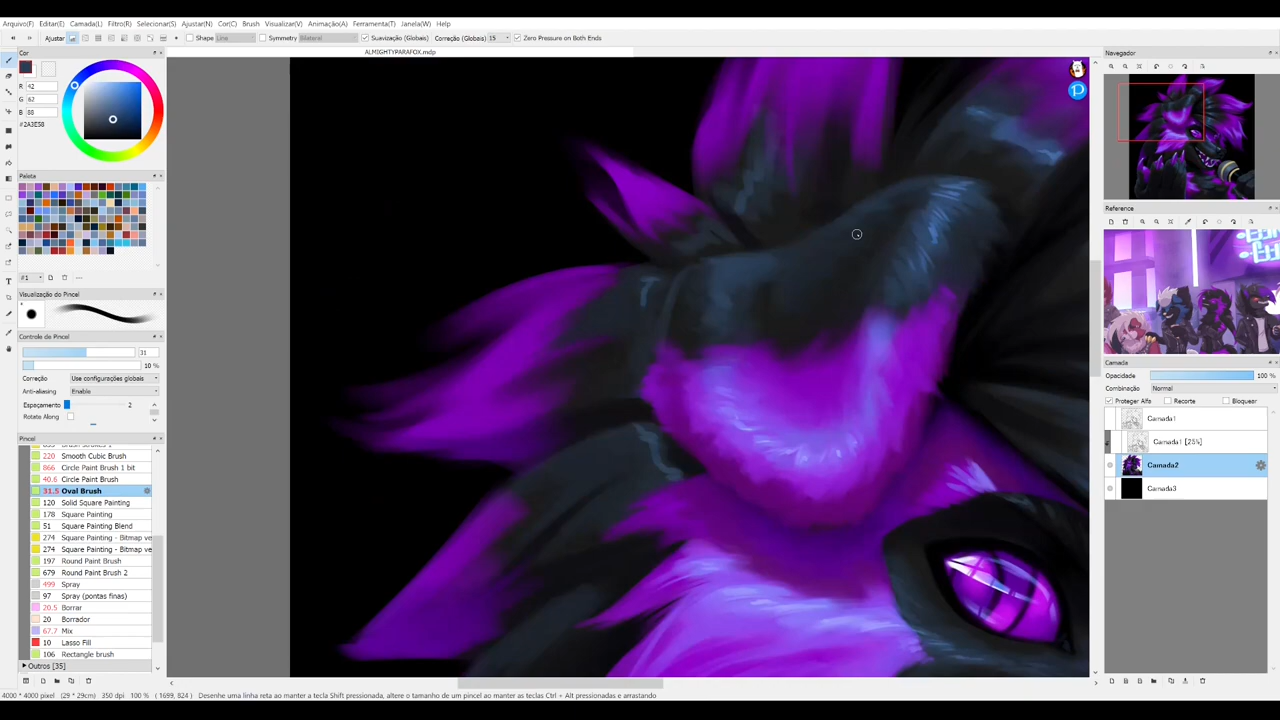 Arquivo(F) Editar(E) Camada(L) Filtro(R) Selecionar(S) Ajustar(N) Cor(C) Brush Visualizar(V) Animação(A) Ferramenta(T) Janela(W) Help
Ajustar Shape Line Symmetry Bilateral Suavização (Globais) Correção (Globais) 15 Zero Pressure on Both Ends
ALMIGHTYPARAFOX.mdp
Cor
R 42
G 62
B 88
#2A3E58
Paleta
#1
Visualização do Pincel
Controle de Pincel
31
10 %
Correção Use configurações globais
Anti-aliasing Enable
Espaçamento 2
Rotate Along
Pincel
220 Smooth Cubic Brush
866 Circle Paint Brush 1 bit
40.6 Circle Paint Brush
31.5 Oval Brush
120 Solid Square Painting
178 Square Painting
51 Square Painting Blend
274 Square Painting - Bitmap ve
274 Square Painting - Bitmap ve
197 Round Paint Brush
679 Round Paint Brush 2
499 Spray
97 Spray (pontas finas)
20.5 Borrar
20 Borrador
67.7 Mix
10 Lasso Fill
106 Rectangle brush
Outros [35]
Navegador
Reference
Camada
Opacidade 100 %
Combinação Normal
Proteger Alfa Recorte Bloquear
Camada1
Camada1 [25%]
Camada2
Camada3
4000 * 4000 pixel (29 * 29cm) 350 dpi 100 % ( 1699, 824 ) Desenhe uma linha reta ao manter a tecla Shift pressionada, altere o tamanho de um pincel ao manter as teclas Ctrl + Alt pressionadas e arrastando